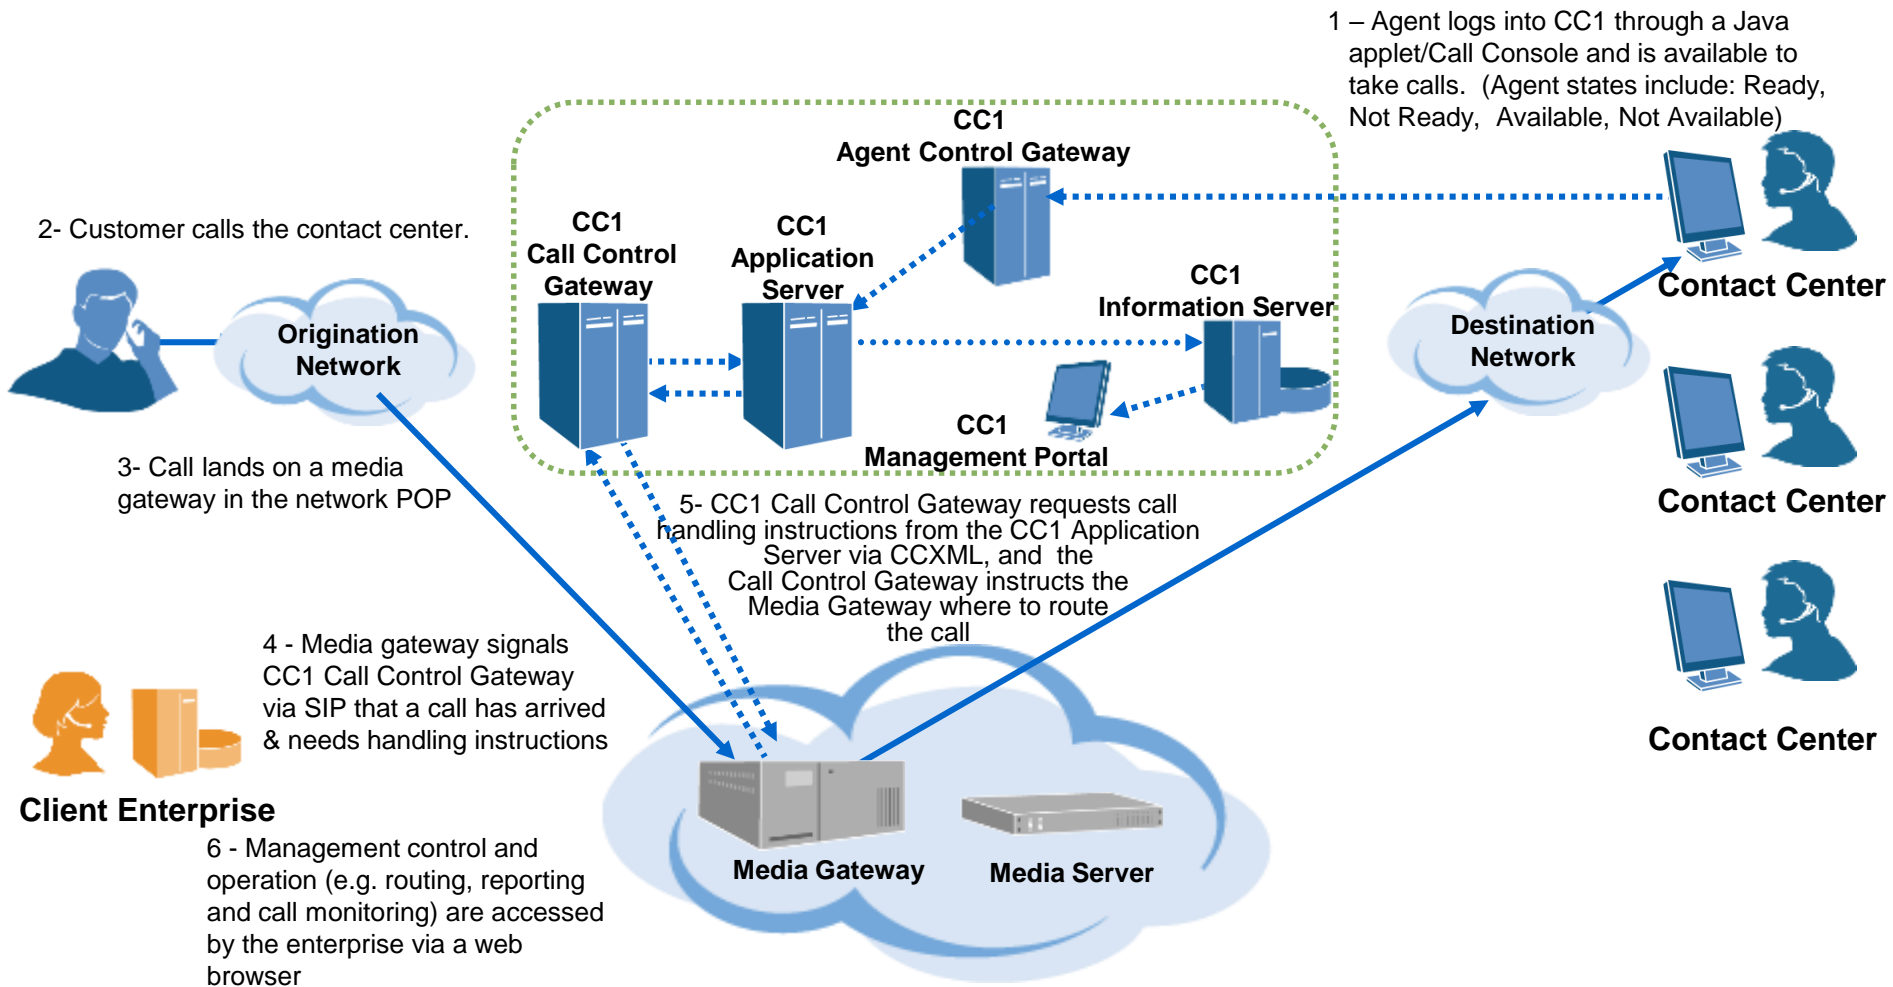 1 – Agent logs into CC1 through a Java
applet/Call Console and is available to
take calls.  (Agent states include: Ready,
Not Ready,  Available, Not Available)
CC1
Agent Control Gateway
2- Customer calls the contact center.
CC1
Call Control
Gateway
CC1
Application
Server
CC1
Information Server
Contact Center
Origination
Network
Destination
Network
CC1
Management Portal
3- Call lands on a media
gateway in the network POP
Contact Center
5- CC1 Call Control Gateway requests call
handling instructions from the CC1 Application
Server via CCXML, and  the
Call Control Gateway instructs the
Media Gateway where to route
the call
4 - Media gateway signals
CC1 Call Control Gateway
via SIP that a call has arrived
& needs handling instructions
Contact Center
Client Enterprise
6 - Management control and
operation (e.g. routing, reporting
and call monitoring) are accessed
by the enterprise via a web
browser
Media Gateway
Media Server